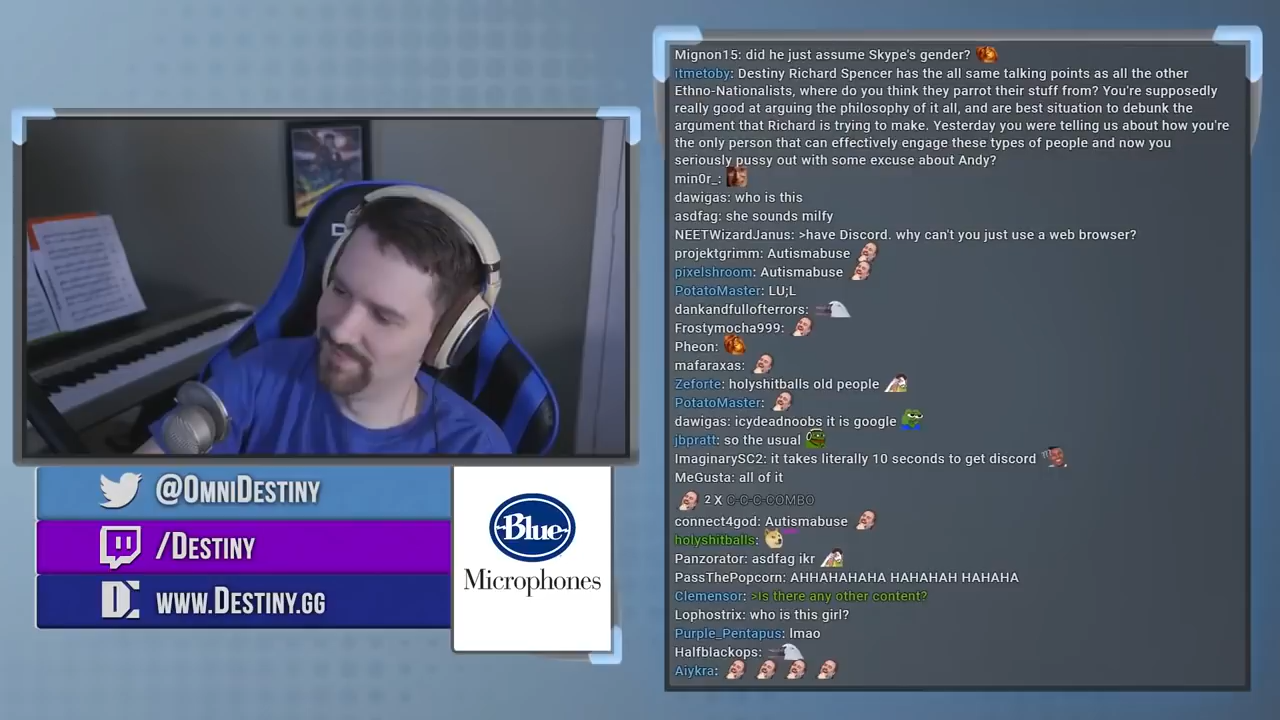 Mignon15: did he just assume Skype's gender?
itmetoby: Destiny Richard Spencer has the all same talking points as all the other
Ethno-Nationalists, where do you think they parrot their stuff from? You're supposedly
really good at arguing the philosophy of it all, and are best situation to debunk the
argument that Richard is trying to make. Yesterday you were telling us about how you're
the only person that can effectively engage these types of people and now you
seriously pussy out with some excuse about Andy?
min0r_:
dawigas: who is this
asdfag: she sounds milfy
NEETWizardJanus: >have Discord. why can't you just use a web browser?
projektgrimm: Autismabuse
pixelshroom: Autismabuse
PotatoMaster: LU;L
dankandfullofterrors:
Frostymocha999:
Pheon:
mafaraxas:
Zeforte: holyshitballs old people
PotatoMaster:
dawigas: icydeadnoobs it is google
jbpratt: so the usual
ImaginarySC2: it takes literally 10 seconds to get discord
MeGusta: all of it
2 X C-C-C-COMBO
connect4god: Autismabuse
holyshitballs:
Panzorator: asdfag ikr
PassThePopcorn: AHHAHAHAHA HAHAHAH HAHAHA
Clemensor: >Is there any other content?
Lophostrix: who is this girl?
Purple_Pentapus: lmao
Halfblackops:
Aiykra:
@OmniDestiny
/Destiny
www.Destiny.gg
Blue
Microphones